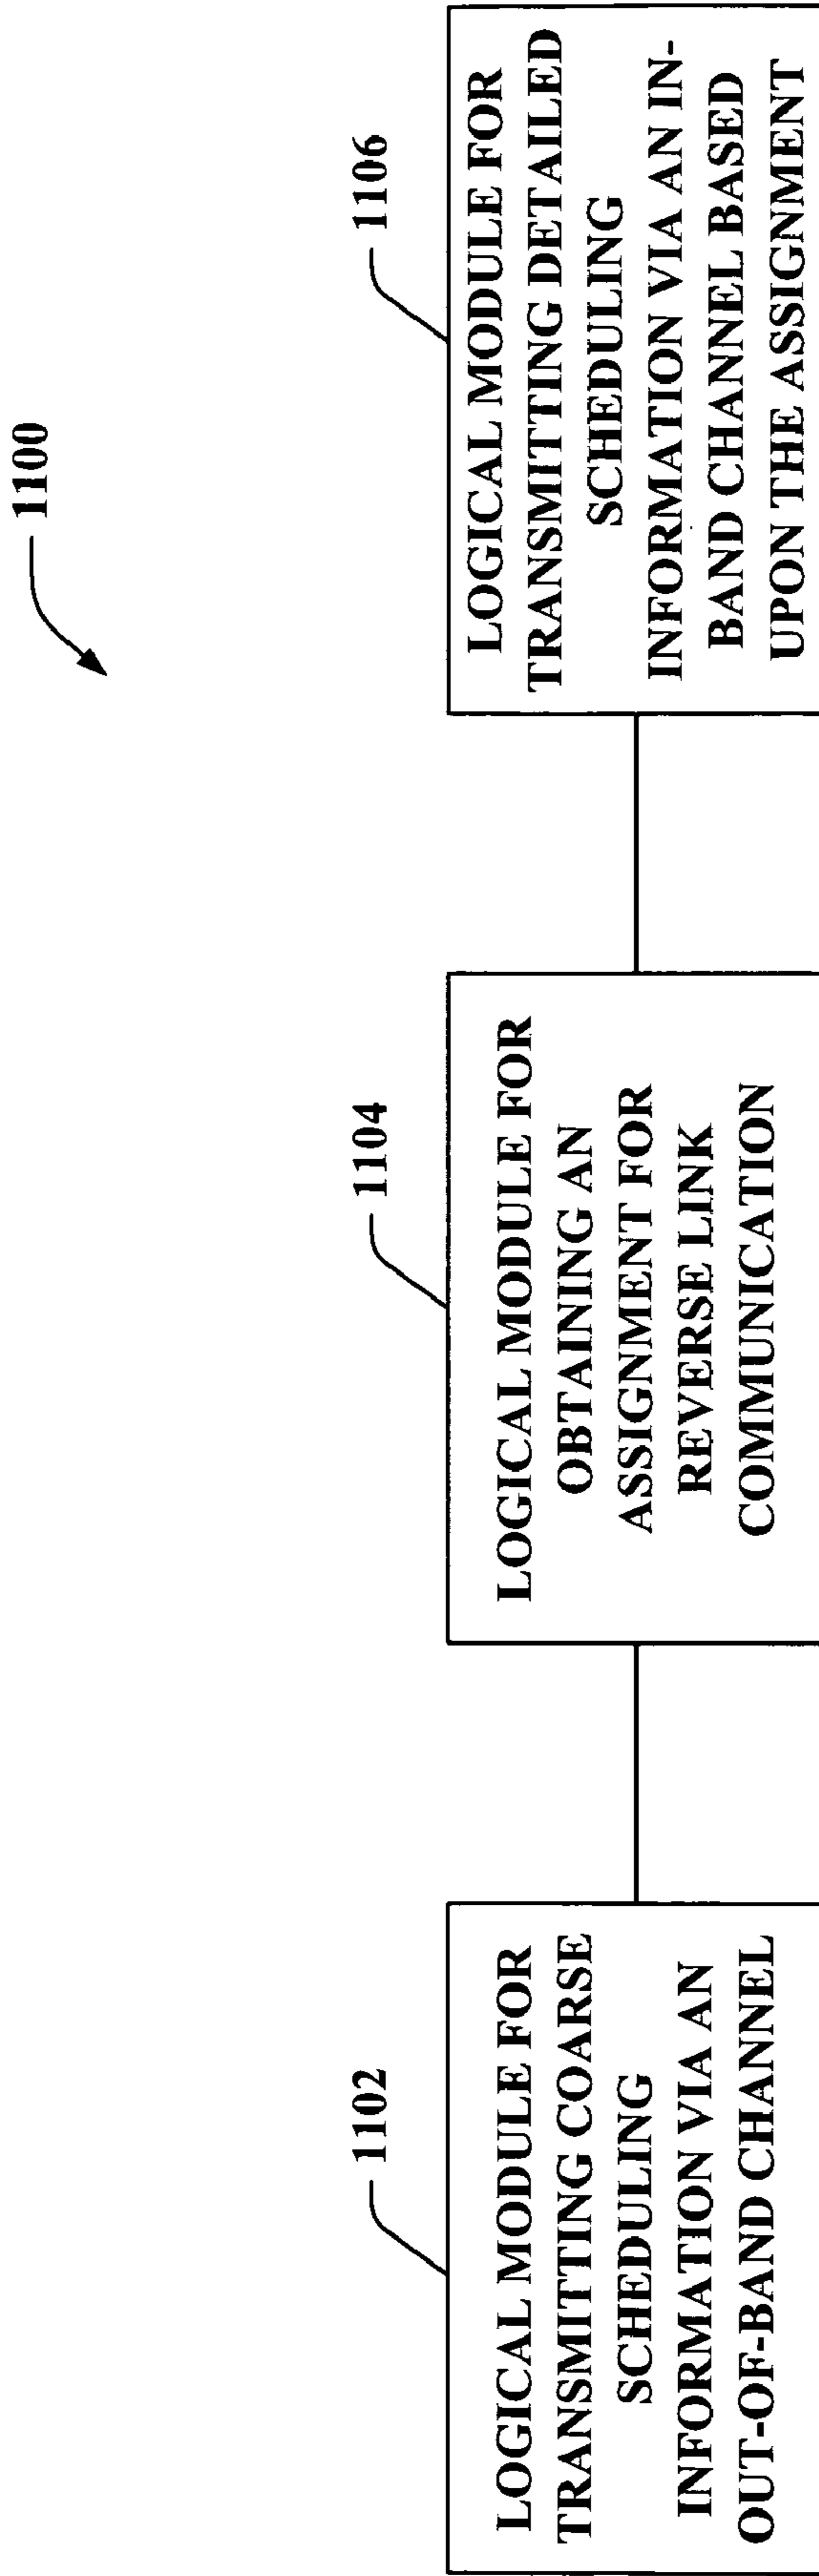 1100
1102
LOGICAL MODULE FOR
TRANSMITTING COARSE
SCHEDULING
INFORMATION VIA AN
OUT-OF-BAND CHANNEL
1104
LOGICAL MODULE FOR
OBTAINING AN
ASSIGNMENT FOR
REVERSE LINK
COMMUNICATION
1106
LOGICAL MODULE FOR
TRANSMITTING DETAILED
SCHEDULING
INFORMATION VIA AN IN-
BAND CHANNEL BASED
UPON THE ASSIGNMENT